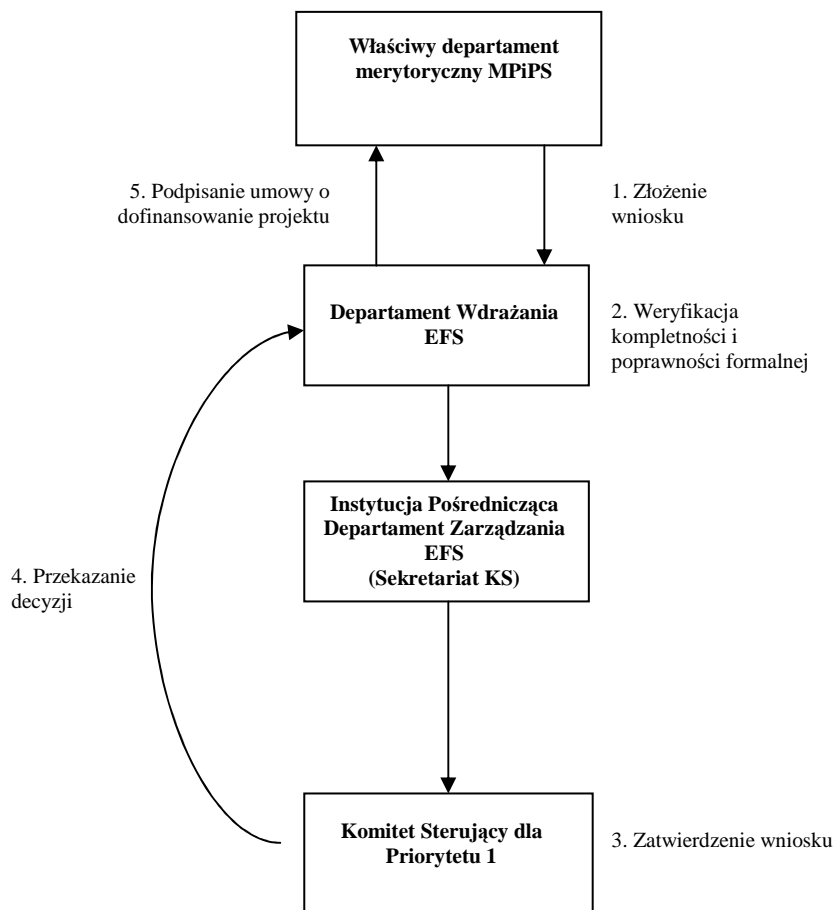 Właściwy departament
merytoryczny MPiPS
5. Podpisanie umowy o
dofinansowanie projektu
1. Złożenie
wniosku
Departament Wdrażania
EFS
2. Weryfikacja
kompletności i
poprawności formalnej
Instytucja Pośrednicząca
Departament Zarządzania
EFS
(Sekretariat KS)
4. Przekazanie
decyzji
Komitet Sterujący dla
Priorytetu 1
3. Zatwierdzenie wniosku